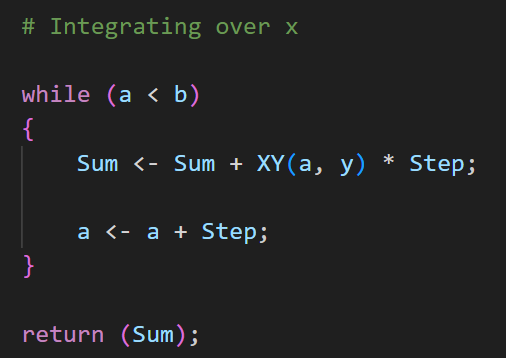 # Integrating over x
while (a < b)
{
Sum <- Sum + XY(a, y) * Step;
a <- a + Step;
}
return (Sum);